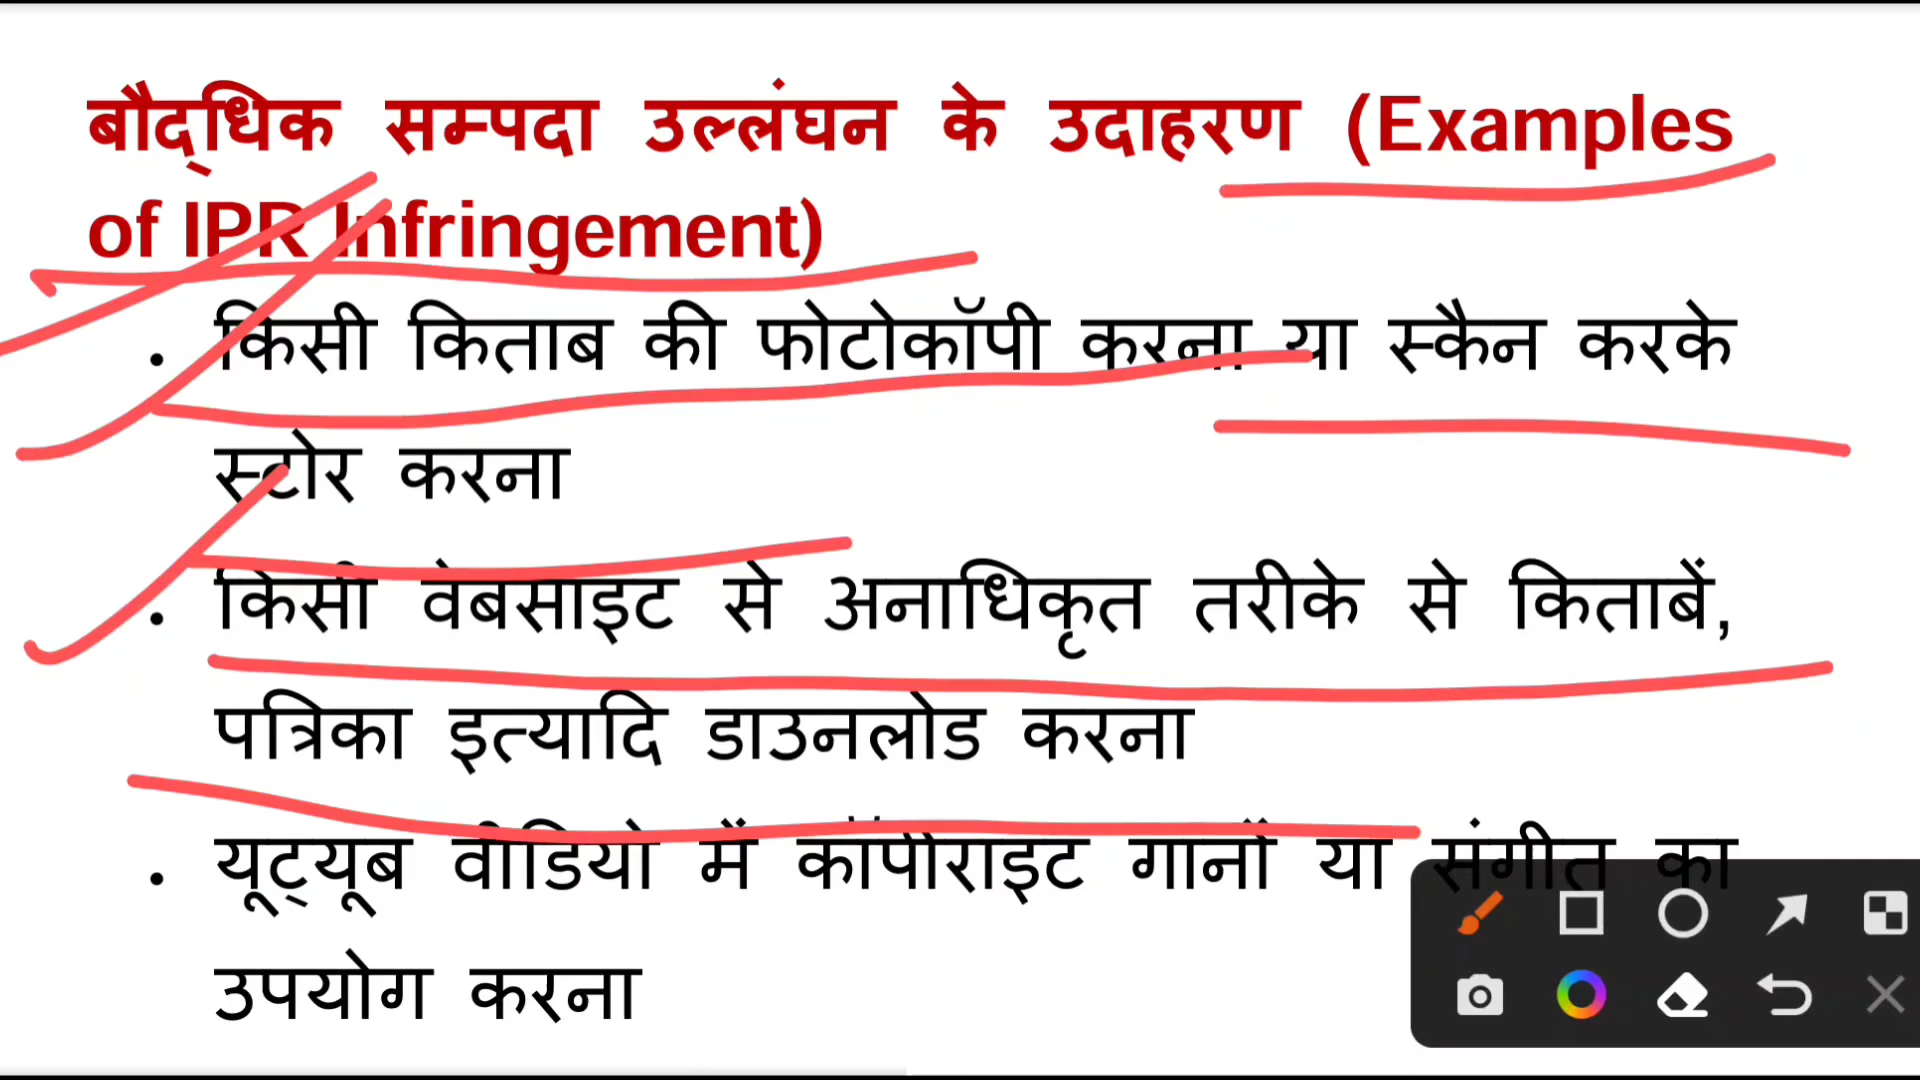 बौद्धिक सम्पदा उल्लंघन के उदाहरण (Examples
of IPR Infringement)
. किसी किताब की फोटोकॉपी करना या स्कैन करके
स्टोर करना
. किसी वेबसाइट से अनाधिकृत तरीके से किताबें,
पत्रिका इत्यादि डाउनलोड करना
. यूट्यूब वीडियो में कॉपीराइट गानों या संगीत का
उपयोग करना